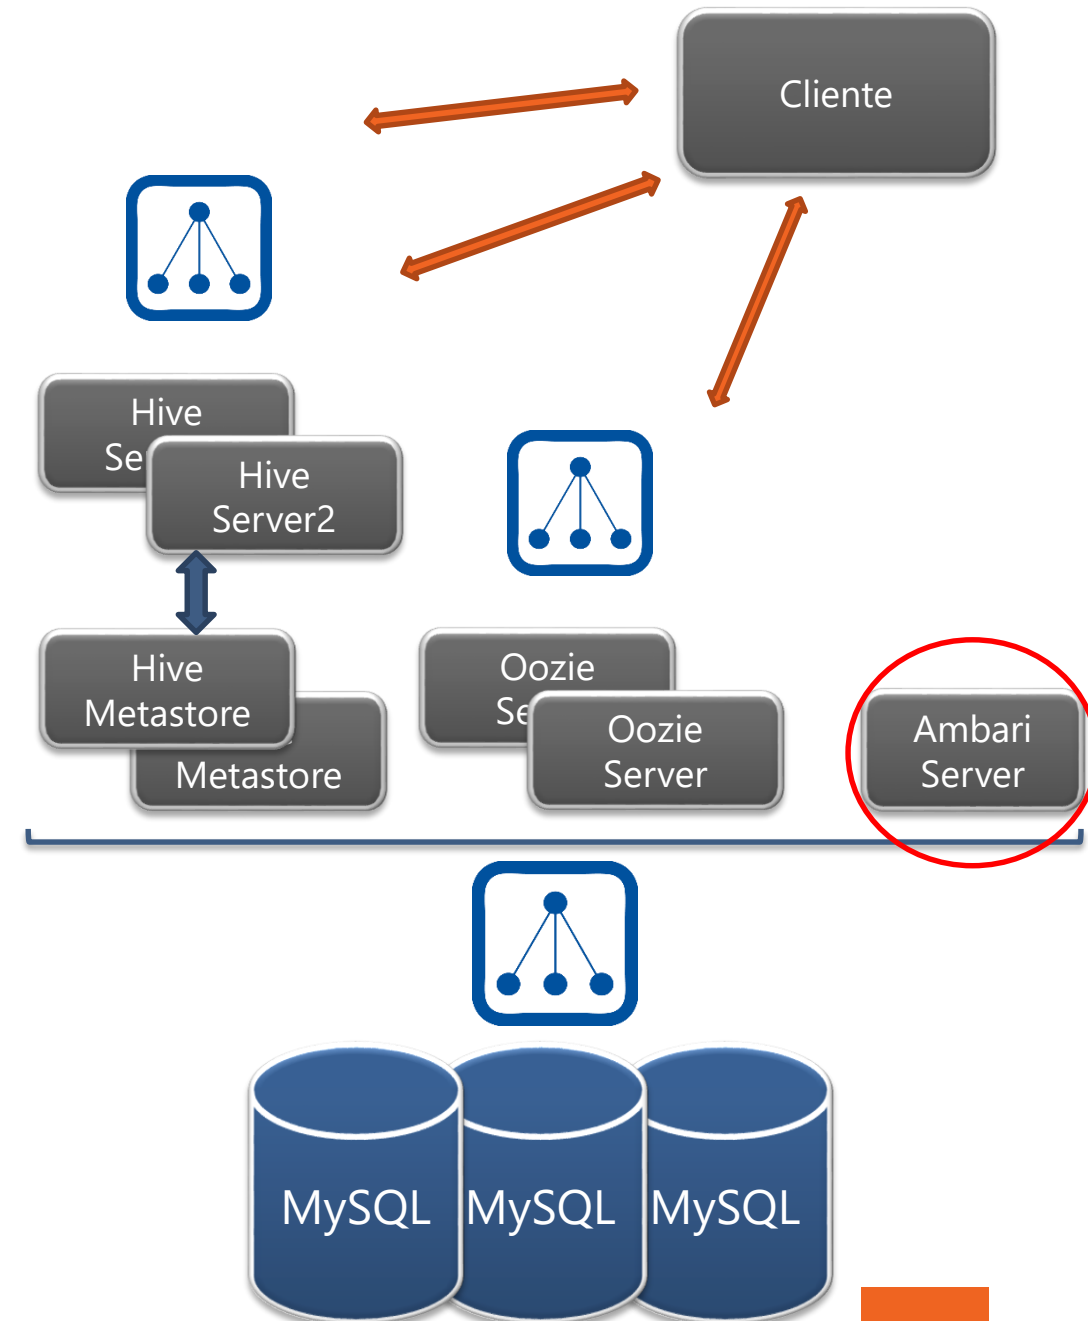 Cliente
Hive
Se
Hive
Server2
Hive
Metastore
Metastore
Oozie
Se
Oozie
Server
Ambari
Server
MySQL
MySQL
MySQL